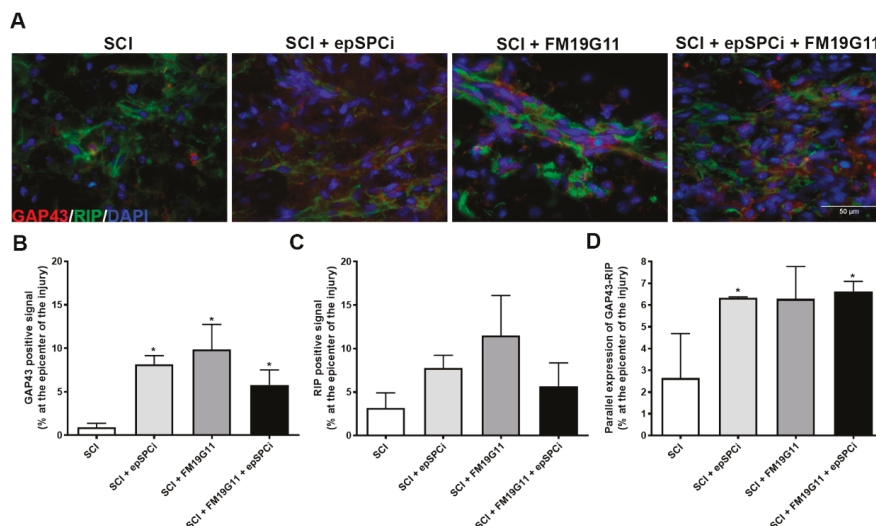 A
SCI
SCI + epSPCi
SCI + FM19G11
SCI + epSPCi + FM19G11
GAP43/RIP/DAPI
50 µm
B
GAP43 positive signal
(% at the epicenter of the injury)
20
15
10
5
0
*
*
*
SCI
SCI + epSPCi
SCI + FM19G11
SCI + FM19G11 + epSPCi
C
RIP positive signal
(% at the epicenter of the injury)
20
15
10
5
0
SCI
SCI + epSPCi
SCI + FM19G11
SCI + FM19G11 + epSPCi
D
Parallel expression of GAP43-RIP
(% at the epicenter of the injury)
9
8
7
6
5
4
3
2
1
0
*
*
SCI
SCI + epSPCi
SCI + FM19G11
SCI + FM19G11 + epSPCi